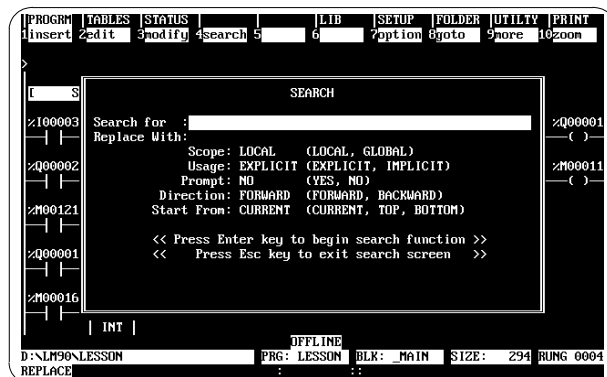 PROGRM TABLES STATUS LIB SETUP FOLDER UTILTY PRINT
1insert 2edit 3modify 4search 5 6 7option 8goto 9more 10zoom
>
[ S
SEARCH
%I00003 Search for : %Q00001
Replace With:
Scope: LOCAL (LOCAL, GLOBAL)
%Q00002 Usage: EXPLICIT (EXPLICIT, IMPLICIT) %M00011
Prompt: NO (YES, NO)
Direction: FORWARD (FORWARD, BACKWARD)
%M00121 Start From: CURRENT (CURRENT, TOP, BOTTOM)
<< Press Enter key to begin search function >>
%Q00001 << Press Esc key to exit search screen >>
%M00016
INT
OFFLINE
D:\LM90\LESSON PRG: LESSON BLK: _MAIN SIZE: 294 RUNG 0004
REPLACE : ::